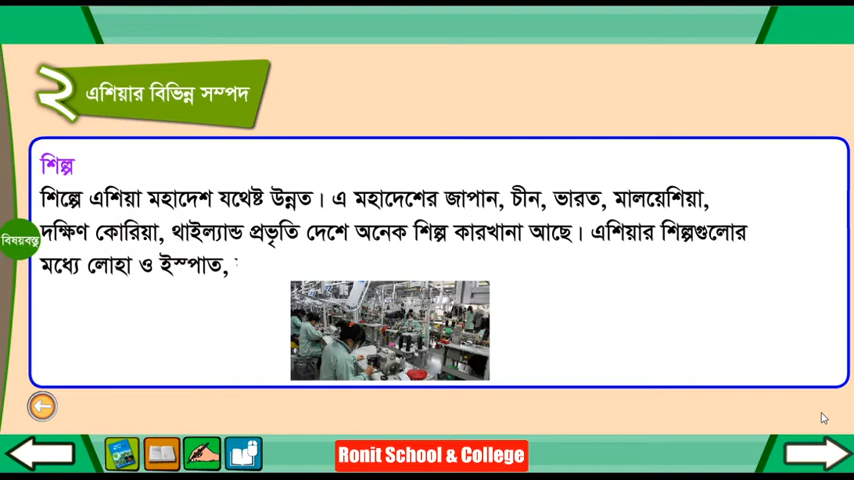 ২
এশিয়ার বিভিন্ন সম্পদ
শিল্প
শিল্পে এশিয়া মহাদেশ যথেষ্ট উন্নত। এ মহাদেশের জাপান, চীন, ভারত, মালয়েশিয়া,
দক্ষিণ কোরিয়া, থাইল্যান্ড প্রভৃতি দেশে অনেক শিল্প কারখানা আছে। এশিয়ার শিল্পগুলোর
মধ্যে লোহা ও ইস্পাত,
বিষয়বস্তু
Ronit School & College